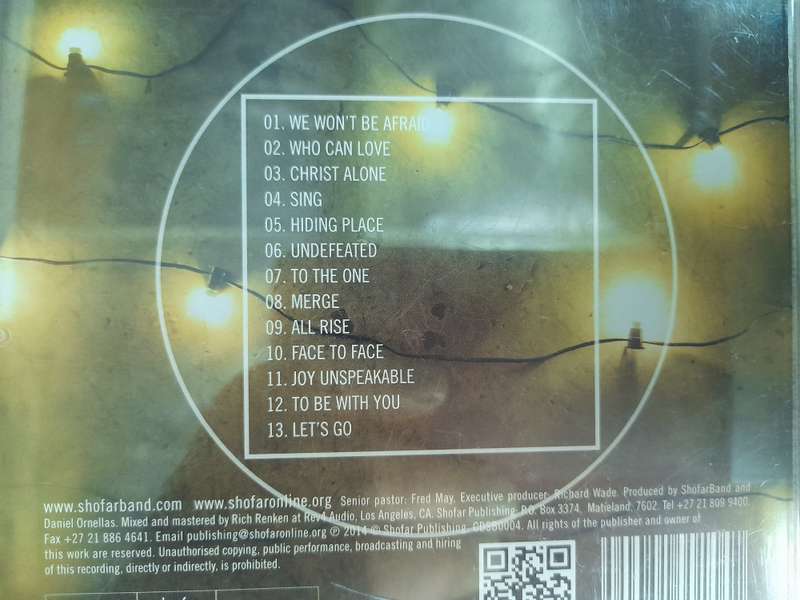 01. WE WON'T BE AFRAID
02. WHO CAN LOVE
03. CHRIST ALONE
04. SING
05. HIDING PLACE
06. UNDEFEATED
07. TO THE ONE
08. MERGE
09. ALL RISE
10. FACE TO FACE
11. JOY UNSPEAKABLE
12. TO BE WITH YOU
13. LET'S GO
www.shofarband.com www.shofaronline.org Senior pastor: Fred May. Executive producer: Richard Wade. Produced by ShofarBand and
Daniel Ornellas. Mixed and mastered by Rich Renken at Rev4 Audio, Los Angeles, CA. Shofar Publishing. P.O. Box 3374, Matieland, 7602. Tel +27 21 809 9400.
Fax +27 21 886 4641. Email publishing@shofaronline.org ℗ 2014 © Shofar Publishing. CDSB0004. All rights of the publisher and owner of
this work are reserved. Unauthorised copying, public performance, broadcasting and hiring
of this recording, directly or indirectly, is prohibited.